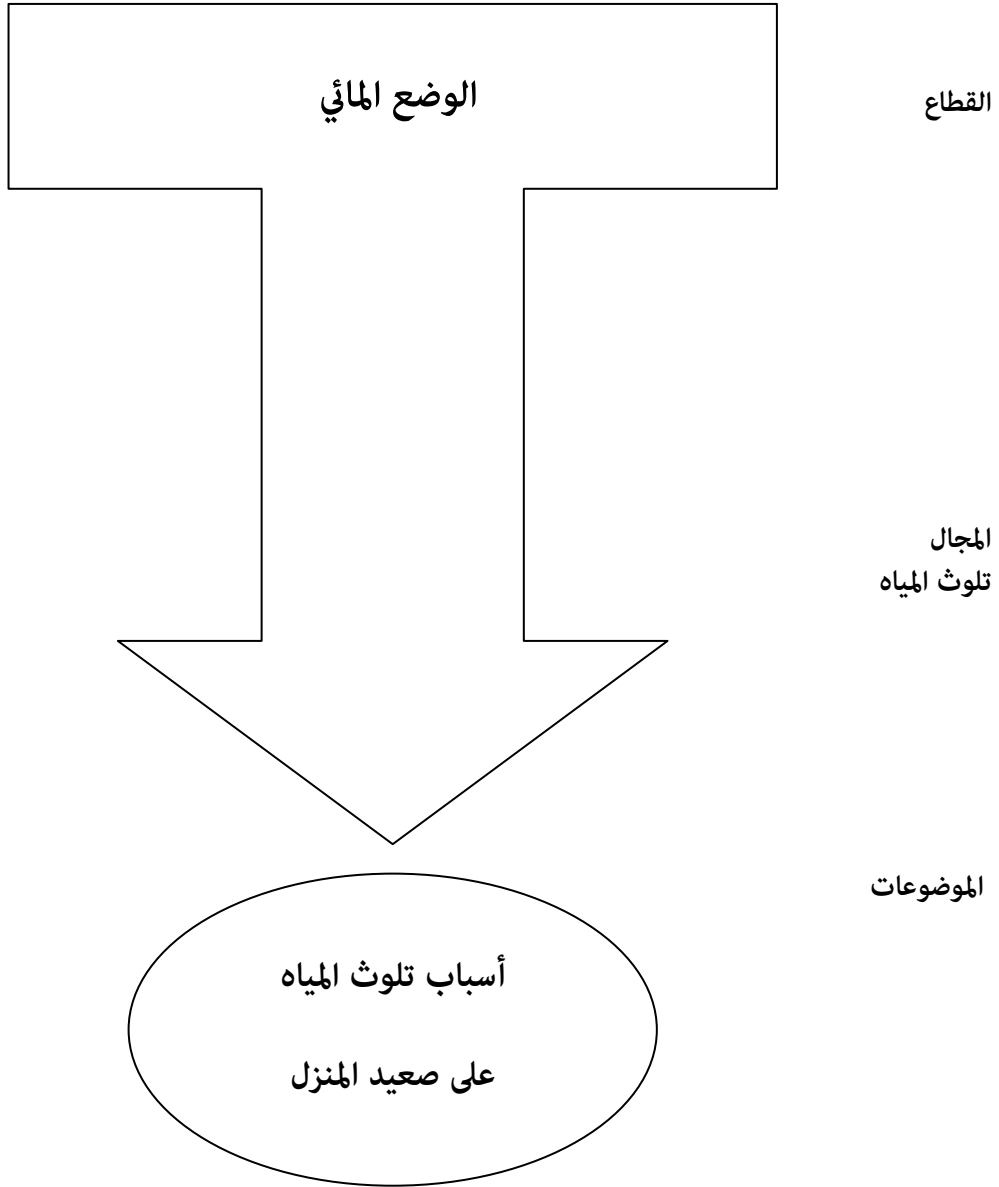 القطاع
الوضع المائي
المجال
تلوث المياه
الموضوعات
أسباب تلوث المياه
على صعيد المنزل